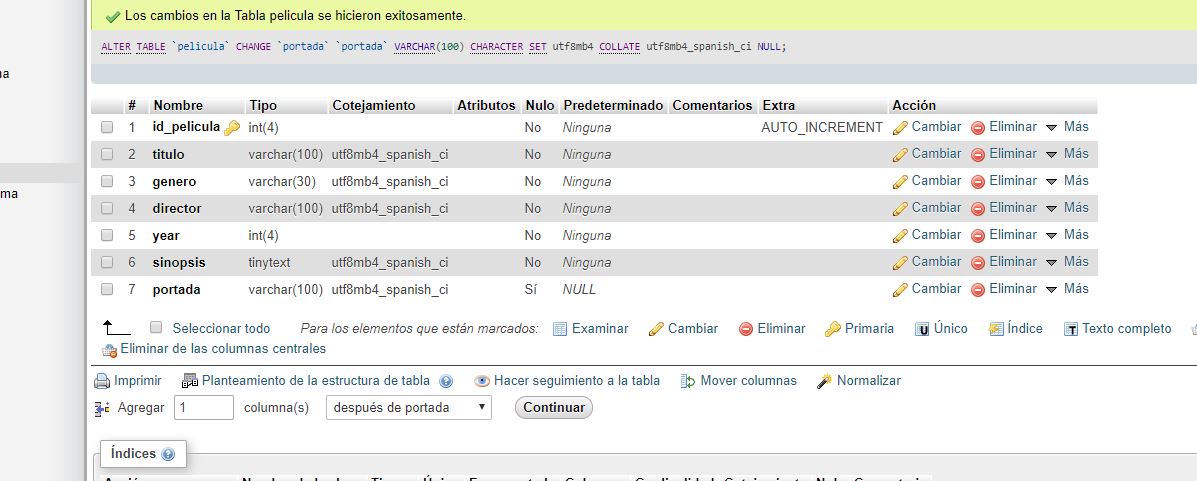 Los cambios en la Tabla pelicula se hicieron exitosamente.
ALTER TABLE `pelicula` CHANGE `portada` `portada` VARCHAR(100) CHARACTER SET utf8mb4 COLLATE utf8mb4_spanish_ci NULL;
# Nombre Tipo Cotejamiento Atributos Nulo Predeterminado Comentarios Extra Acción
1 id_pelicula int(4) No Ninguna AUTO_INCREMENT Cambiar Eliminar Más
2 titulo varchar(100) utf8mb4_spanish_ci No Ninguna Cambiar Eliminar Más
3 genero varchar(30) utf8mb4_spanish_ci No Ninguna Cambiar Eliminar Más
4 director varchar(100) utf8mb4_spanish_ci No Ninguna Cambiar Eliminar Más
5 year int(4) No Ninguna Cambiar Eliminar Más
6 sinopsis tinytext utf8mb4_spanish_ci No Ninguna Cambiar Eliminar Más
7 portada varchar(100) utf8mb4_spanish_ci Sí NULL Cambiar Eliminar Más
Seleccionar todo Para los elementos que están marcados: Examinar Cambiar Eliminar Primaria Único Índice Texto completo
Eliminar de las columnas centrales
Imprimir Planteamiento de la estructura de tabla Hacer seguimiento a la tabla Mover columnas Normalizar
Agregar 1 columna(s) después de portada Continuar
Índices